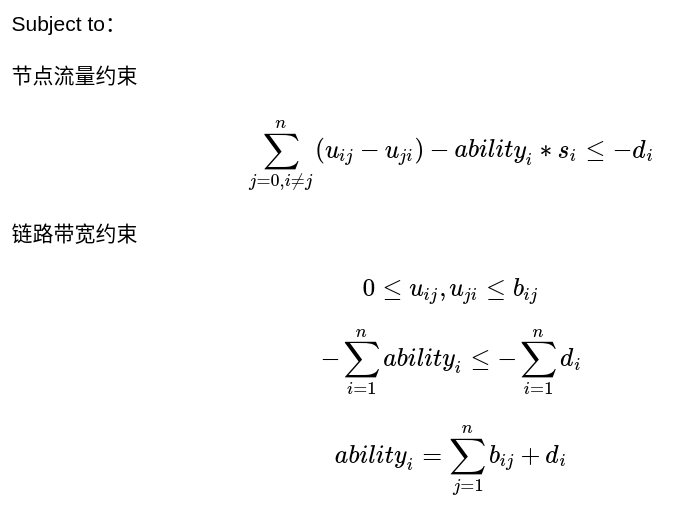 Subject to：
节点流量约束
\sum_{j=0,i\neq j}^{n}(u_{ij}-u_{ji})-ability_i*s_i\leq-d_i
链路带宽约束
0\leq u_{ij},u_{ji}\leq b_{ij}
-\sum_{i=1}^{n}ability_i\leq-\sum_{i=1}^{n}d_i
ability_i=\sum_{j=1}^{n}b_{ij}+d_i